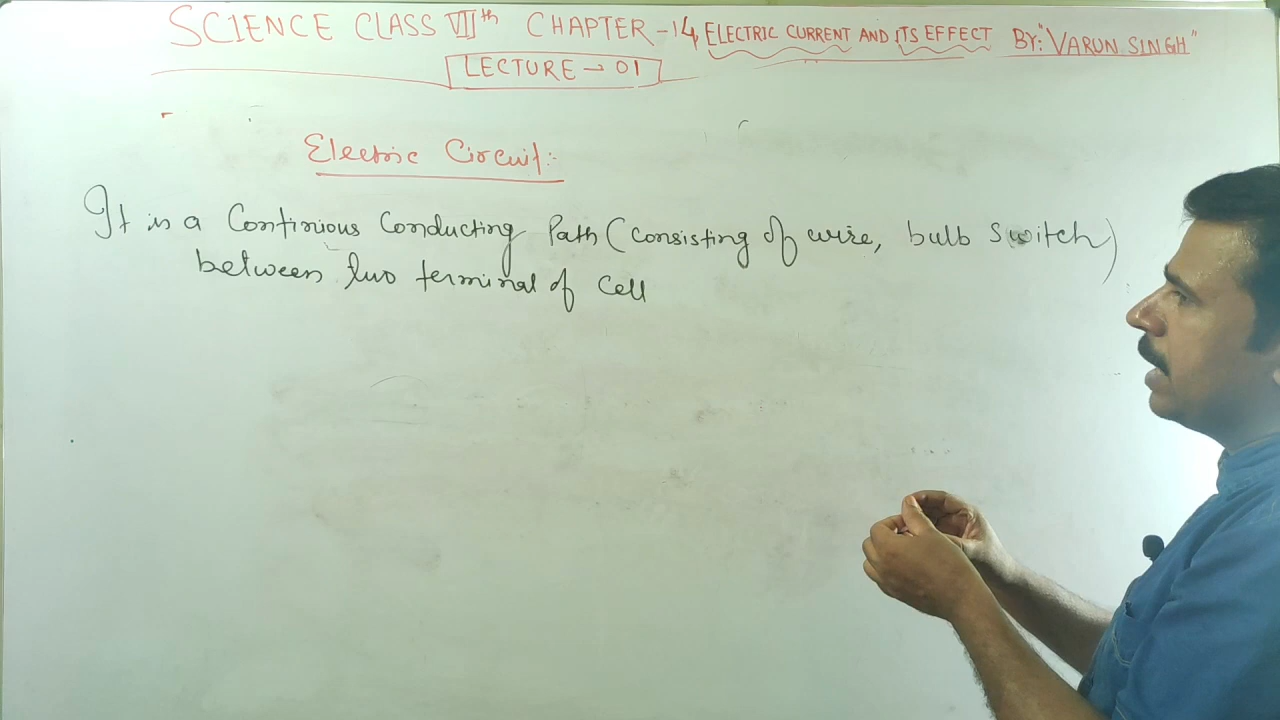 SCIENCE CLASS VIIth CHAPTER-14, ELECTRIC CURRENT AND ITS EFFECT BY:"VARUN SINGH"
LECTURE → 01
Electric Circuit:-
It is a Continious Conducting Path (consisting of wire, bulb switch)
between two terminal of cell